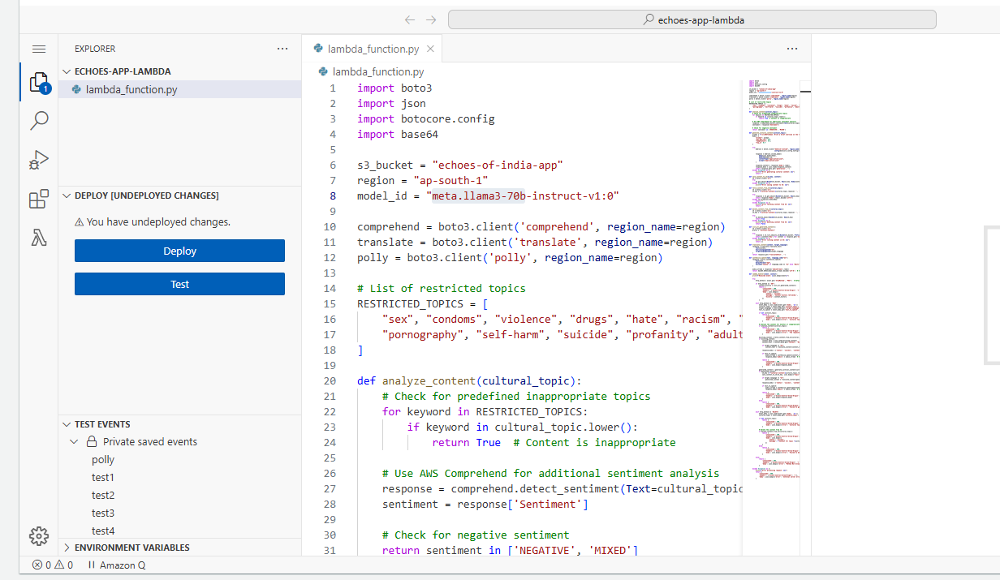 echoes-app-lambda
EXPLORER
ECHOES-APP-LAMBDA
lambda_function.py
1
DEPLOY [UNDEPLOYED CHANGES]
You have undeployed changes.
Deploy
Test
TEST EVENTS
Private saved events
polly
test1
test2
test3
test4
ENVIRONMENT VARIABLES
0 0 Amazon Q
lambda_function.py
lambda_function.py
1 import boto3
2 import json
3 import botocore.config
4 import base64
5
6 s3_bucket = "echoes-of-india-app"
7 region = "ap-south-1"
8 model_id = "meta.llama3-70b-instruct-v1:0"
9
10 comprehend = boto3.client('comprehend', region_name=region)
11 translate = boto3.client('translate', region_name=region)
12 polly = boto3.client('polly', region_name=region)
13
14 # List of restricted topics
15 RESTRICTED_TOPICS = [
16 "sex", "condoms", "violence", "drugs", "hate", "racism", "
17 "pornography", "self-harm", "suicide", "profanity", "adult
18 ]
19
20 def analyze_content(cultural_topic):
21 # Check for predefined inappropriate topics
22 for keyword in RESTRICTED_TOPICS:
23 if keyword in cultural_topic.lower():
24 return True # Content is inappropriate
25
26 # Use AWS Comprehend for additional sentiment analysis
27 response = comprehend.detect_sentiment(Text=cultural_topic
28 sentiment = response['Sentiment']
29
30 # Check for negative sentiment
31 return sentiment in ['NEGATIVE', 'MIXED']